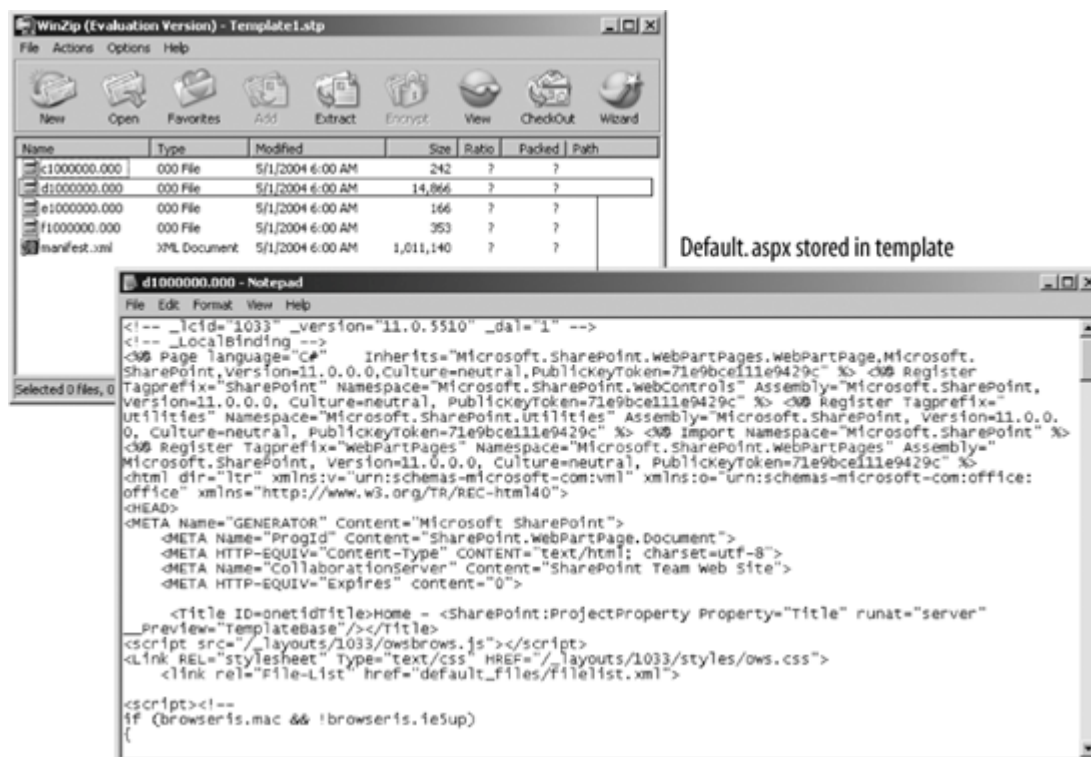 WinZip (Evaluation Version) - Template1.stp
File Actions Options Help
New Open Favorites Add Extract Encrypt View CheckOut Wizard
Name Type Modified Size Ratio Packed Path
c1000000.000 000 File 5/1/2004 6:00 AM 242 ? ?
d1000000.000 000 File 5/1/2004 6:00 AM 14,866 ? ?
e1000000.000 000 File 5/1/2004 6:00 AM 166 ? ?
f1000000.000 000 File 5/1/2004 6:00 AM 353 ? ?
manifest.xml XML Document 5/1/2004 6:00 AM 1,011,140 ? ?
Selected 0 files, 0
Default.aspx stored in template
d1000000.000 - Notepad
File Edit Format View Help
<!-- _lcid="1033" _version="11.0.5510" _dal="1" -->
<!-- _LocalBinding -->
<%@ Page language="C#" Inherits="Microsoft.SharePoint.WebPartPages.WebPartPage,Microsoft.
SharePoint,Version=11.0.0.0,Culture=neutral,PublicKeyToken=71e9bce111e9429c" %> <%@ Register
Tagprefix="SharePoint" Namespace="Microsoft.SharePoint.WebControls" Assembly="Microsoft.SharePoint,
Version=11.0.0.0, Culture=neutral, PublicKeyToken=71e9bce111e9429c" %> <%@ Register Tagprefix="
Utilities" Namespace="Microsoft.SharePoint.Utilities" Assembly="Microsoft.SharePoint, Version=11.0.0.
0, Culture=neutral, PublicKeyToken=71e9bce111e9429c" %> <%@ Import Namespace="Microsoft.SharePoint" %>
<%@ Register Tagprefix="WebPartPages" Namespace="Microsoft.SharePoint.WebPartPages" Assembly="
Microsoft.SharePoint, Version=11.0.0.0, Culture=neutral, PublicKeyToken=71e9bce111e9429c" %>
<html dir="ltr" xmlns:v="urn:schemas-microsoft-com:vml" xmlns:o="urn:schemas-microsoft-com:office:
office" xmlns="http://www.w3.org/TR/REC-html40">
<HEAD>
<META Name="GENERATOR" Content="Microsoft SharePoint">
<META Name="ProgId" Content="SharePoint.WebPartPage.Document">
<META HTTP-EQUIV="Content-Type" CONTENT="text/html; charset=utf-8">
<META Name="CollaborationServer" Content="SharePoint Team Web Site">
<META HTTP-EQUIV="Expires" content="0">
<Title ID=onetidTitle>Home - <SharePoint:ProjectProperty Property="Title" runat="server"
__Preview="TemplateBase"/></Title>
<script src="/_layouts/1033/owsbrows.js"></script>
<Link REL="stylesheet" Type="text/css" HREF="/_layouts/1033/styles/ows.css">
<link rel="File-List" href="default_files/filelist.xml">
<script><!--
if (browseris.mac && !browseris.ie5up)
{